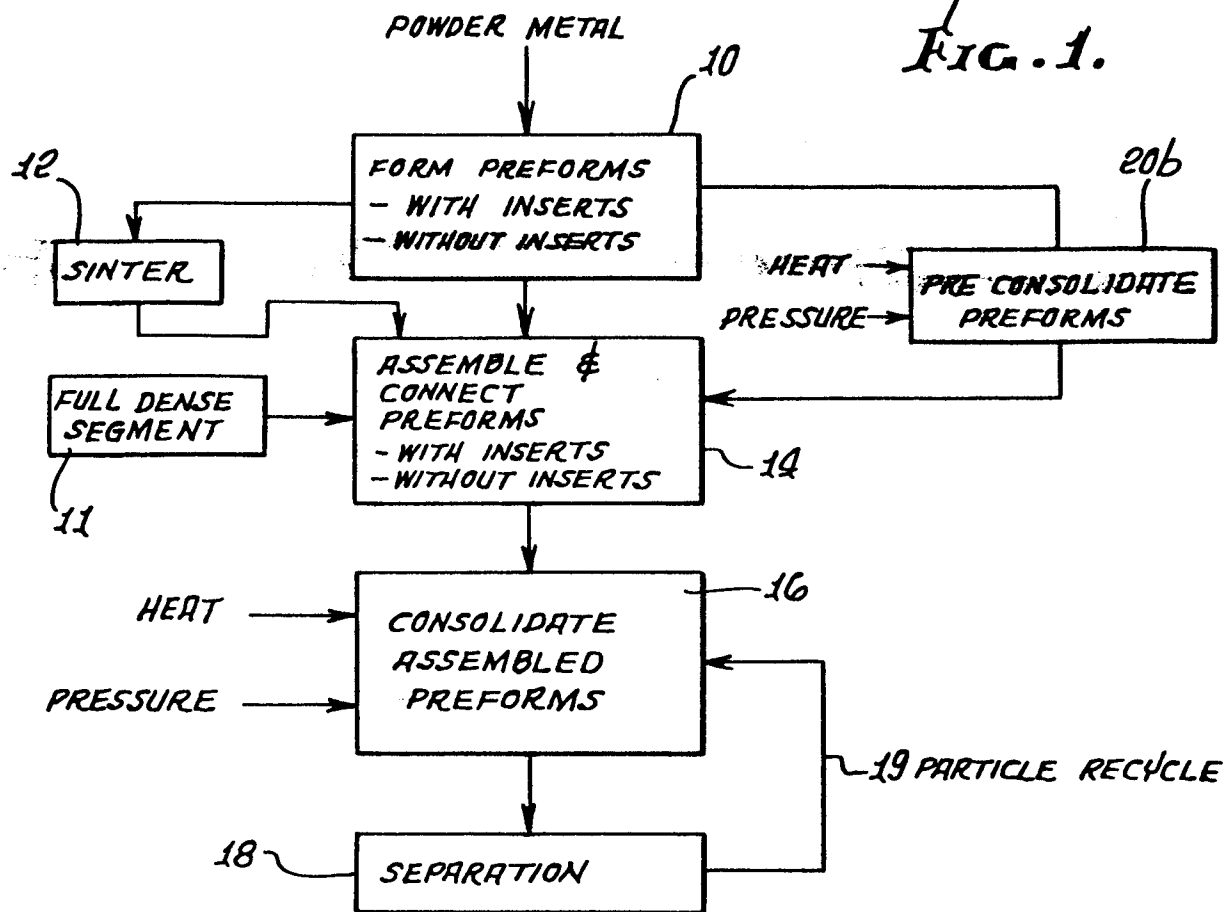 POWDER METAL
FIG. 1.
10
FORM PREFORMS
- WITH INSERTS
- WITHOUT INSERTS
12
SINTER
20b
HEAT
PRESSURE
PRE CONSOLIDATE
PREFORMS
ASSEMBLE &
CONNECT
PREFORMS
- WITH INSERTS
- WITHOUT INSERTS
14
FULL DENSE
SEGMENT
11
HEAT
PRESSURE
CONSOLIDATE
ASSEMBLED
PREFORMS
16
19 PARTICLE RECYCLE
18
SEPARATION